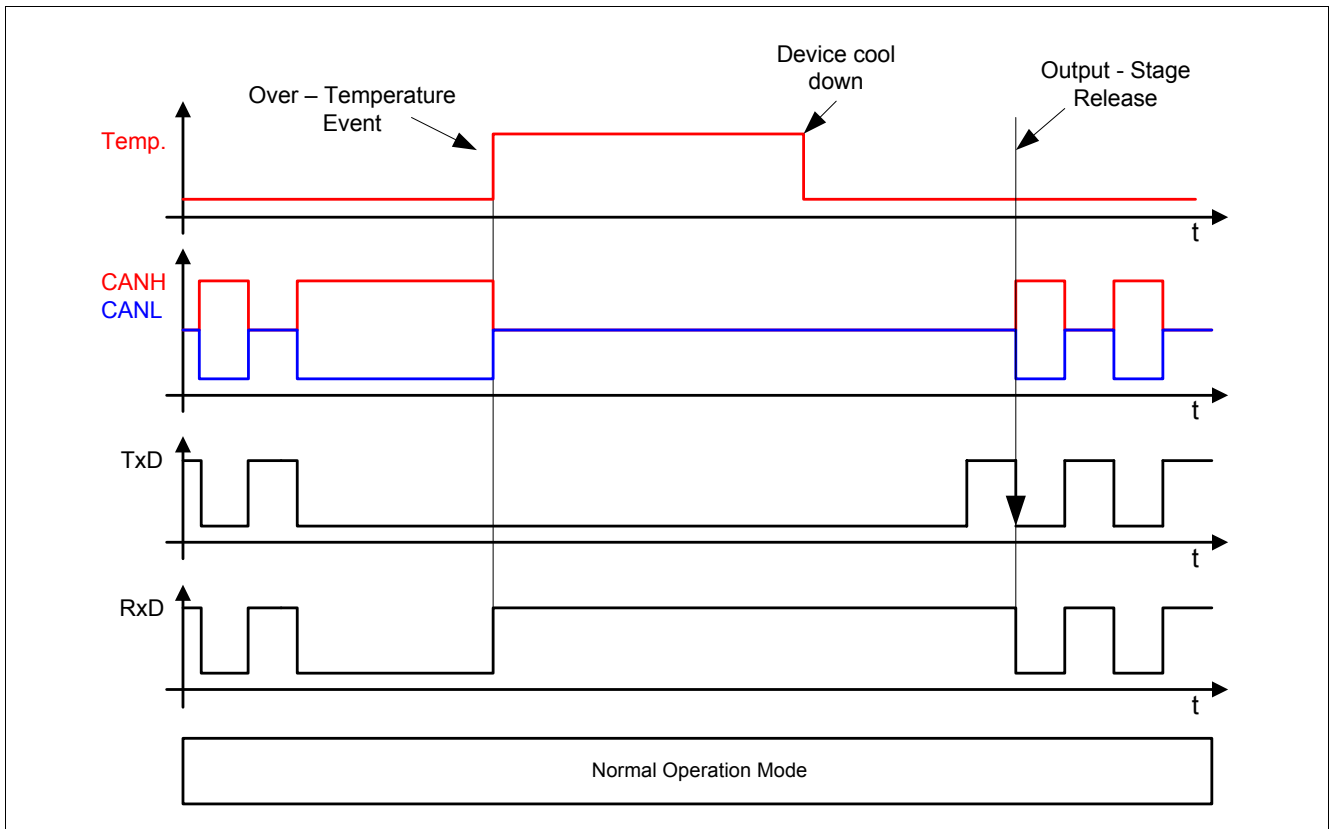 Device cool
down
Output - Stage
Release
Over – Temperature
Event
Temp.
t
CANH
CANL
t
TxD
t
RxD
t
Normal Operation Mode